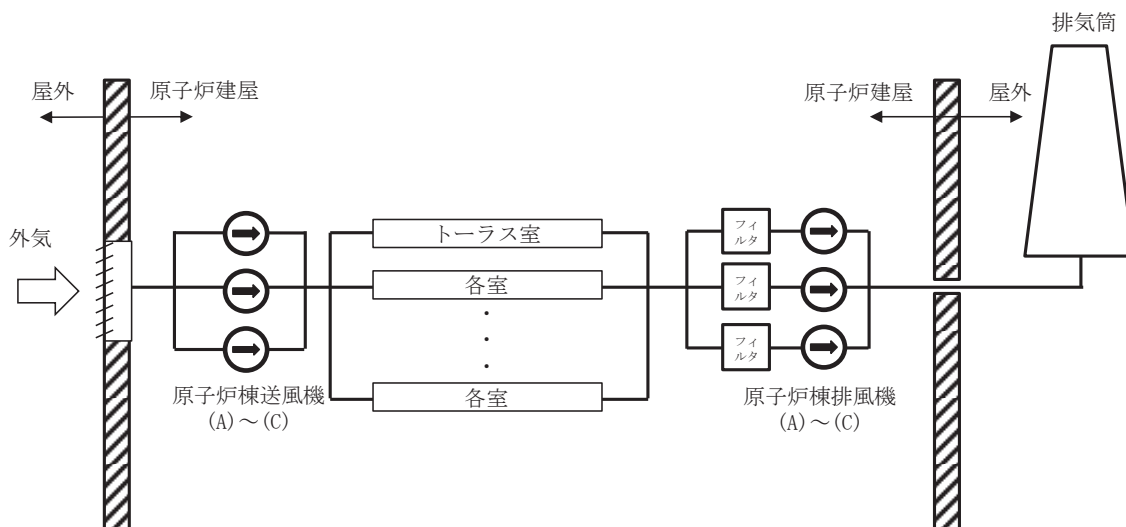 排気筒
屋外
原子炉建屋
原子炉建屋
屋外
外気
トーラス室
各室
・
・
・
各室
フィ
ルタ
フィ
ルタ
フィ
ルタ
原子炉棟送風機
(A)～(C)
原子炉棟排風機
(A)～(C)